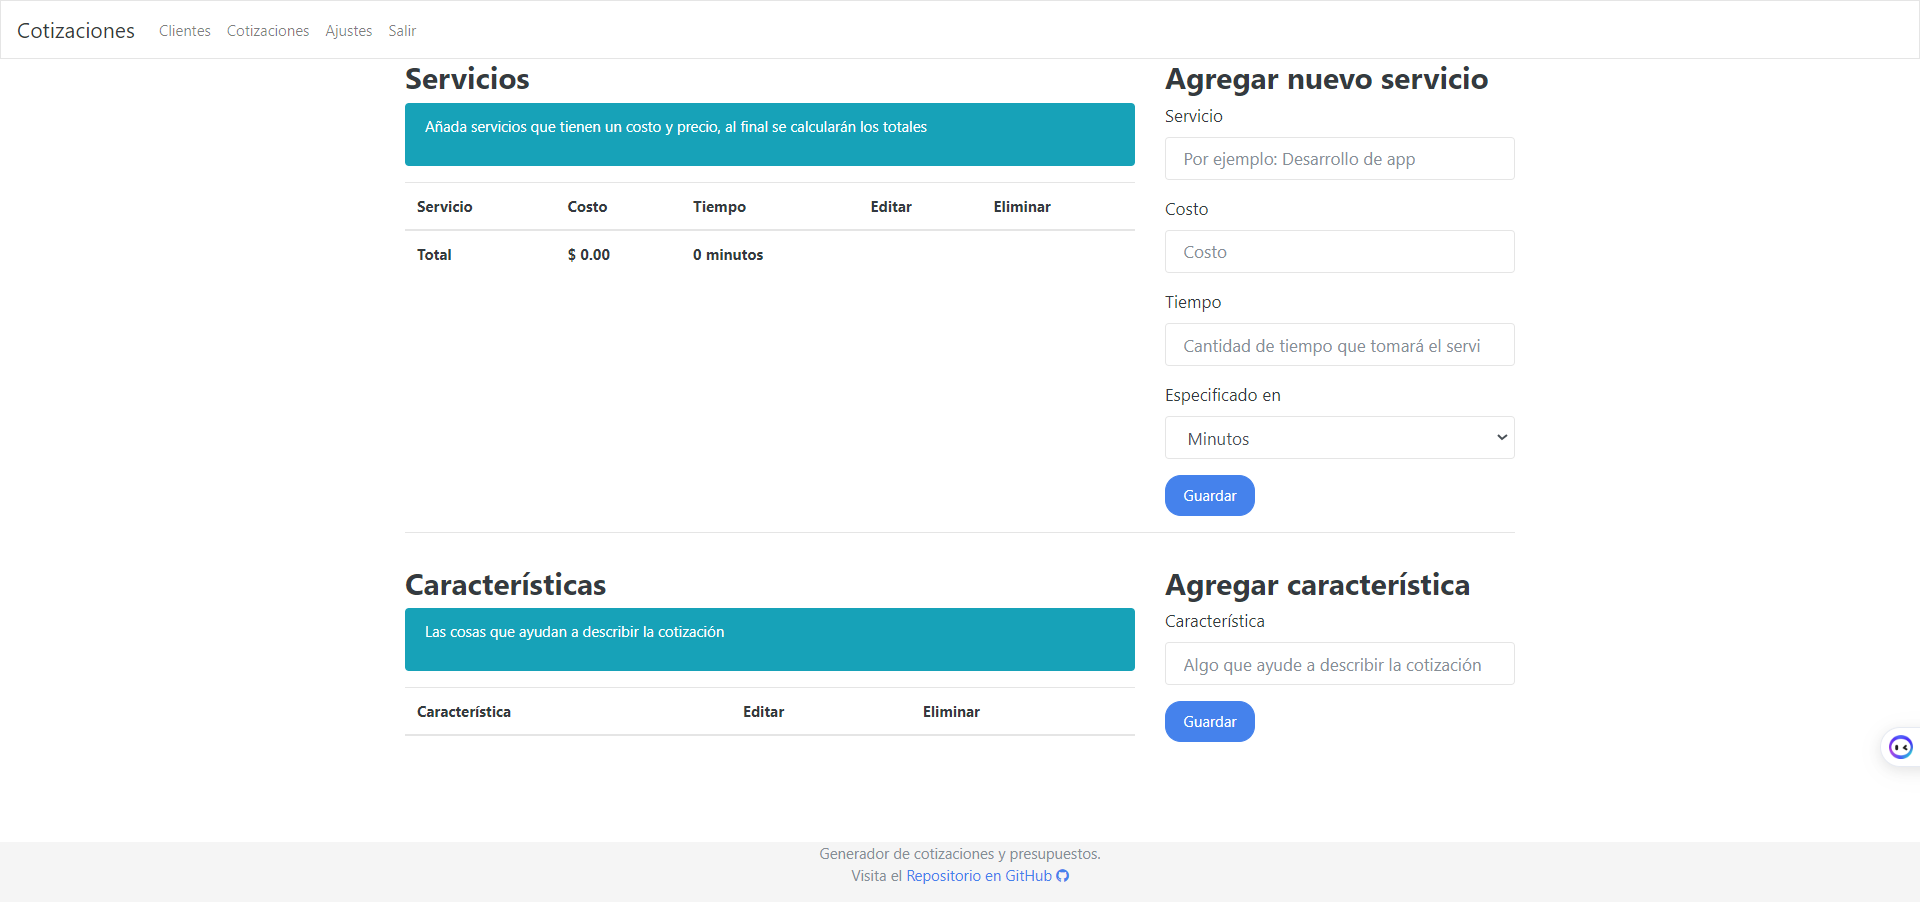 Cotizaciones Clientes Cotizaciones Ajustes Salir
Servicios
Añada servicios que tienen un costo y precio, al final se calcularán los totales
Servicio Costo Tiempo Editar Eliminar
Total $ 0.00 0 minutos
Agregar nuevo servicio
Servicio
Por ejemplo: Desarrollo de app
Costo
Costo
Tiempo
Cantidad de tiempo que tomará el servi
Especificado en
Minutos
Guardar
Características
Las cosas que ayudan a describir la cotización
Característica Editar Eliminar
Agregar característica
Característica
Algo que ayude a describir la cotización
Guardar
Generador de cotizaciones y presupuestos.
Visita el Repositorio en GitHub